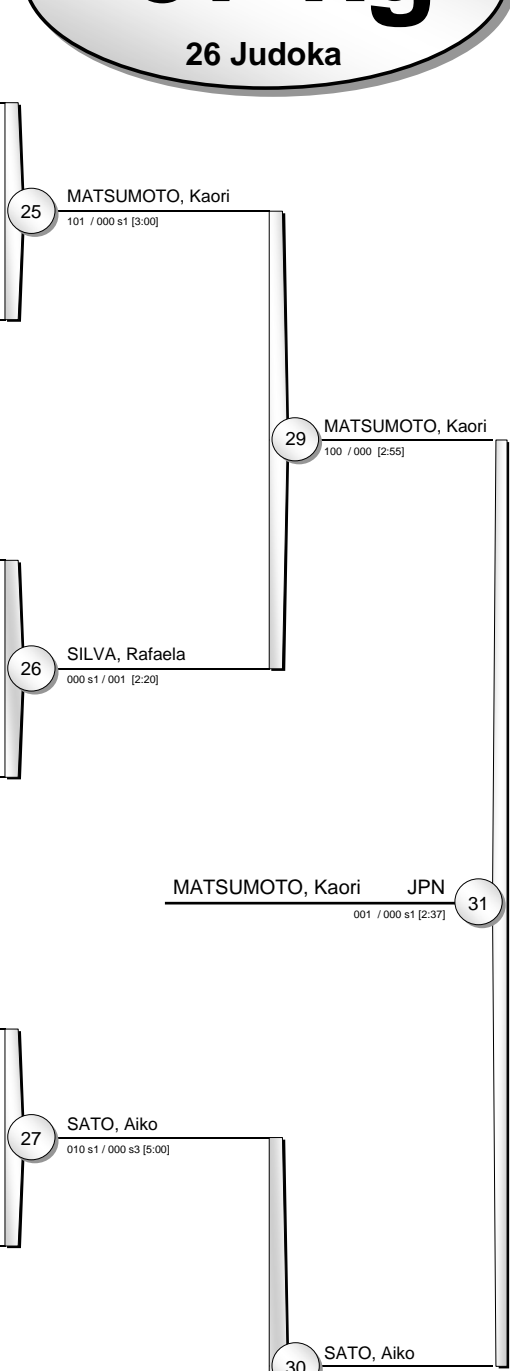 26 Judoka
25
MATSUMOTO, Kaori
101 / 000 s1 [3:00]
29
MATSUMOTO, Kaori
100 / 000 [2:55]
26
SILVA, Rafaela
000 s1 / 001 [2:20]
MATSUMOTO, Kaori JPN
001 / 000 s1 [2:37]
31
27
SATO, Aiko
010 s1 / 000 s3 [5:00]
30
SATO, Aiko